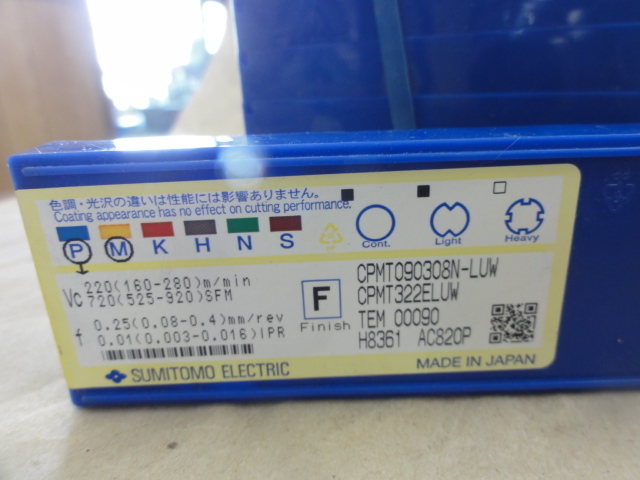 色調・光沢の違いは性能には影響ありません。
Coating appearance has no effect on cutting performance.
P M K H N S
Cont. Light Heavy
Vc 220(160-280)m/min
720(525-920)SFM
f 0.25(0.08-0.4)mm/rev
0.01(0.003-0.016)IPR
F
Finish
CPMT090308N-LUW
CPMT322ELUW
TEM 00090
H8361 AC820P
SUMITOMO ELECTRIC
MADE IN JAPAN